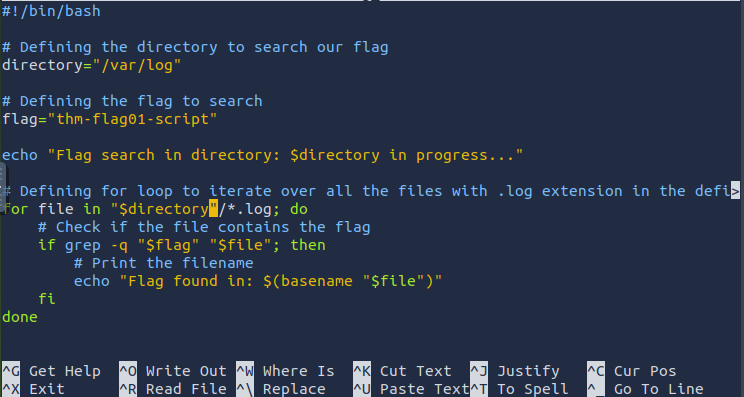 #!/bin/bash
# Defining the directory to search our flag
directory="/var/log"
# Defining the flag to search
flag="thm-flag01-script"
echo "Flag search in directory: $directory in progress..."
# Defining for loop to iterate over all the files with .log extension in the defi>
for file in "$directory"/*.log; do
    # Check if the file contains the flag
    if grep -q "$flag" "$file"; then
        # Print the filename
        echo "Flag found in: $(basename "$file")"
    fi
done
^G Get Help  ^O Write Out ^W Where Is  ^K Cut Text  ^J Justify   ^C Cur Pos
^X Exit      ^R Read File ^\ Replace   ^U Paste Text^T To Spell  ^_ Go To Line